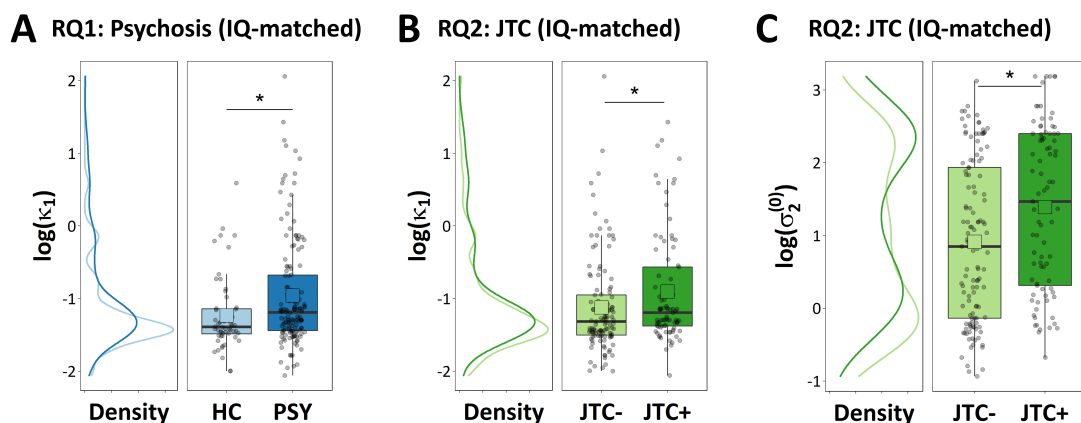 A RQ1: Psychosis (IQ-matched)
log(κ₁)
2
1
0
-1
-2
*
Density HC PSY
B RQ2: JTC (IQ-matched)
log(κ₁)
2
1
0
-1
-2
*
Density JTC- JTC+
C RQ2: JTC (IQ-matched)
log(σ₂⁽⁰⁾)
3
2
1
0
-1
*
Density JTC- JTC+